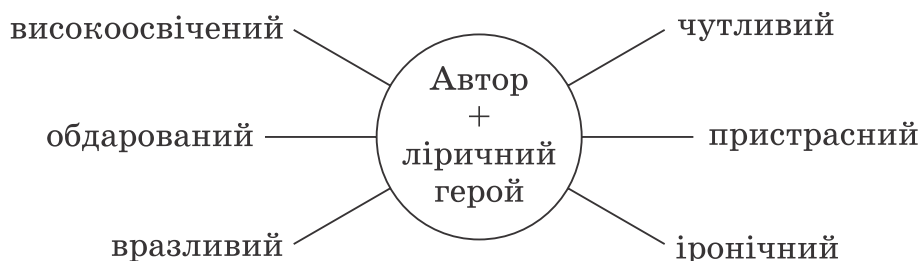 високоосвічений
обдарований
вразливий
Автор
+
ліричний
герой
чутливий
пристрасний
іронічний